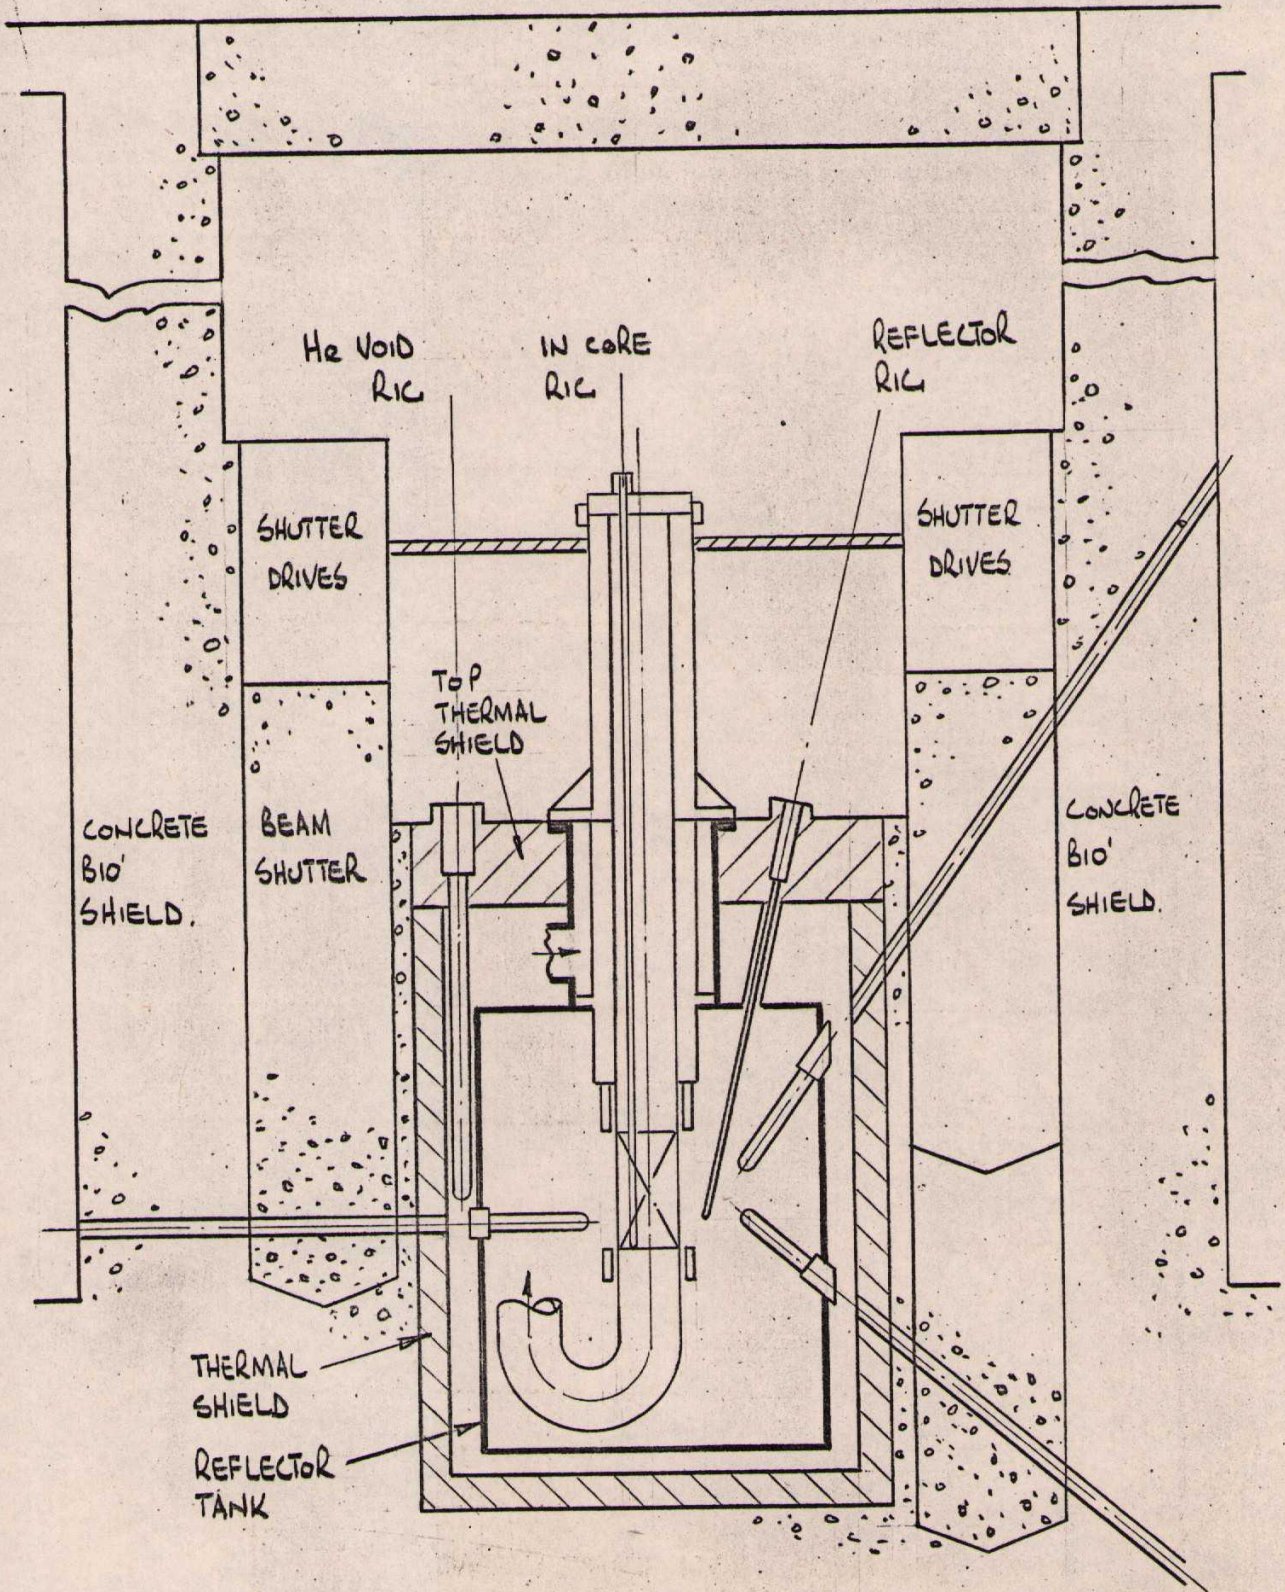 He VOID
RIG
IN CORE
RIG
REFLECTOR
RIG
SHUTTER
DRIVES
SHUTTER
DRIVES
TOP
THERMAL
SHIELD
CONCRETE
BIO'
SHIELD.
BEAM
SHUTTER
CONCRETE
BIO'
SHIELD.
THERMAL
SHIELD
REFLECTOR
TANK